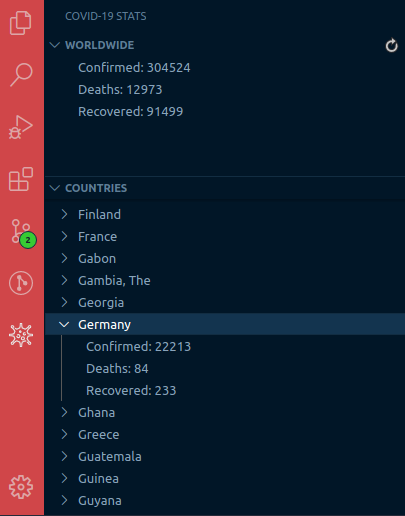 COVID-19 STATS
WORLDWIDE
Confirmed: 304524
Deaths: 12973
Recovered: 91499
COUNTRIES
Finland
France
Gabon
Gambia, The
Georgia
2
Germany
Confirmed: 22213
Deaths: 84
Recovered: 233
Ghana
Greece
Guatemala
Guinea
Guyana